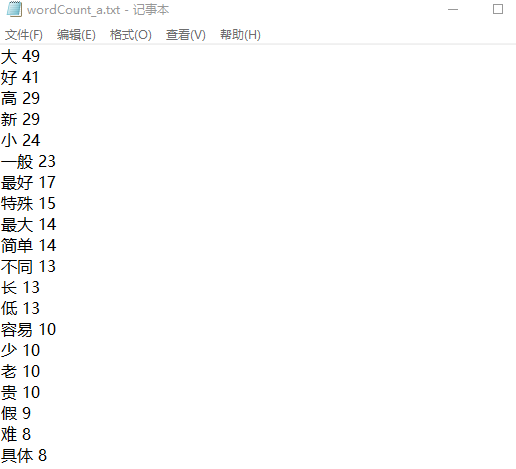 wordCount_a.txt - 记事本
文件(F) 编辑(E) 格式(O) 查看(V) 帮助(H)
大 49
好 41
高 29
新 29
小 24
一般 23
最好 17
特殊 15
最大 14
简单 14
不同 13
长 13
低 13
容易 10
少 10
老 10
贵 10
假 9
难 8
具体 8